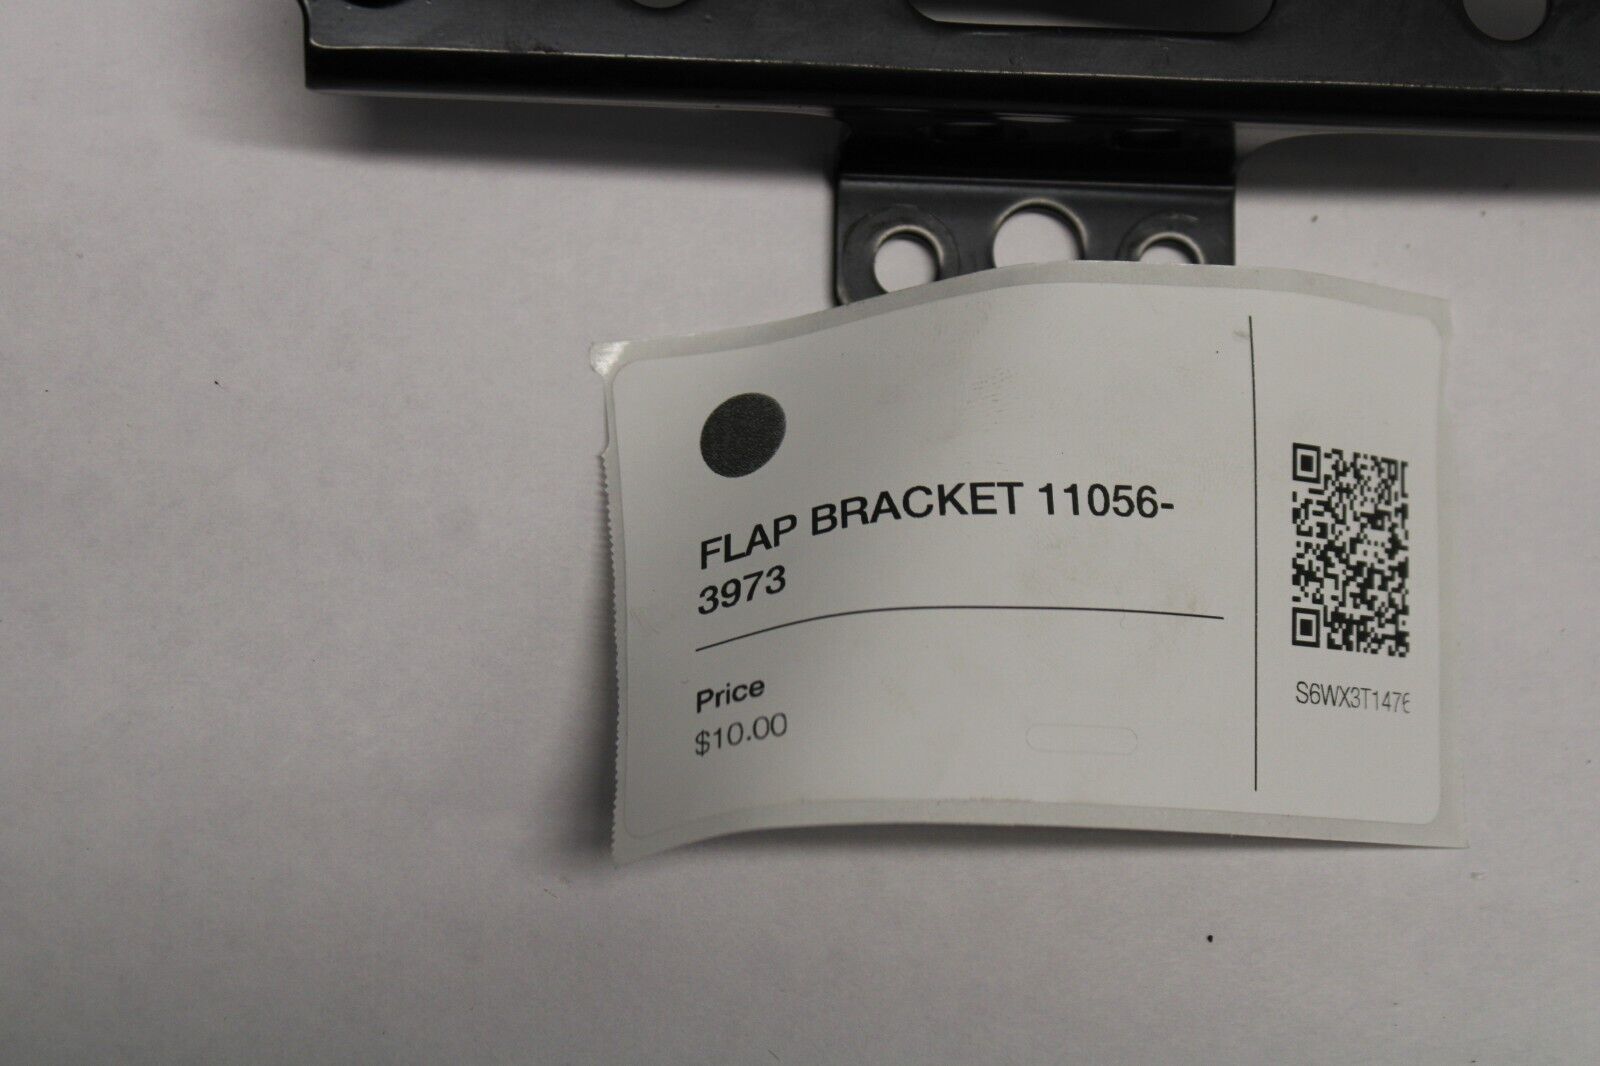 FLAP BRACKET 11056-
3973
Price
$10.00
S6WX3T1476